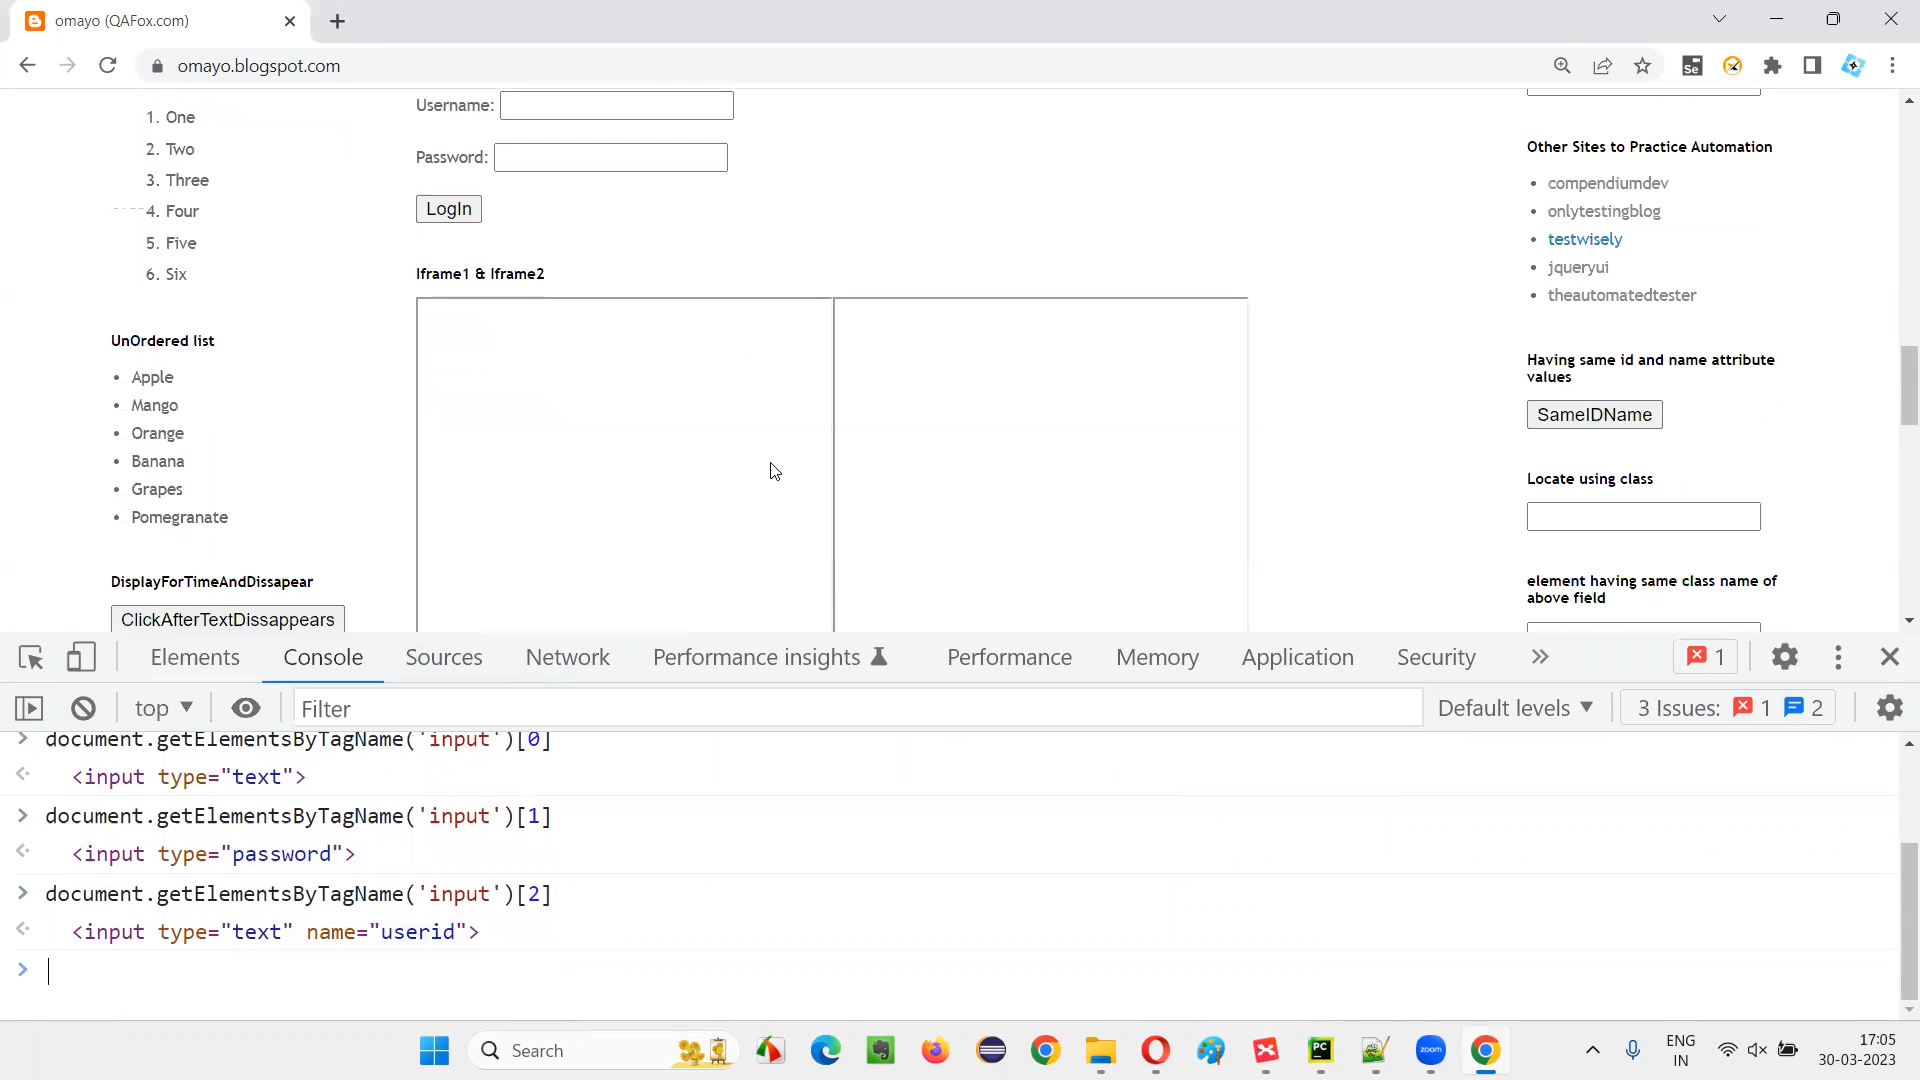 omayo (QAFox.com)
omayo.blogspot.com
Se
1. One
2. Two
3. Three
4. Four
5. Five
6. Six
UnOrdered list
Apple
Mango
Orange
Banana
Grapes
Pomegranate
DisplayForTimeAndDissapear
ClickAfterTextDissappears
Username:
Password:
LogIn
Iframe1 & Iframe2
Other Sites to Practice Automation
compendiumdev
onlytestingblog
testwisely
jqueryui
theautomatedtester
Having same id and name attribute
values
SameIDName
Locate using class
element having same class name of
above field
Elements
Console
Sources
Network
Performance insights
Performance
Memory
Application
Security
1
top
Filter
Default levels
3 Issues: 1 2
document.getElementsByTagName('input')[0]
<input type="text">
document.getElementsByTagName('input')[1]
<input type="password">
document.getElementsByTagName('input')[2]
<input type="text" name="userid">
Search
PC
zoom
ENG
IN
17:05
30-03-2023